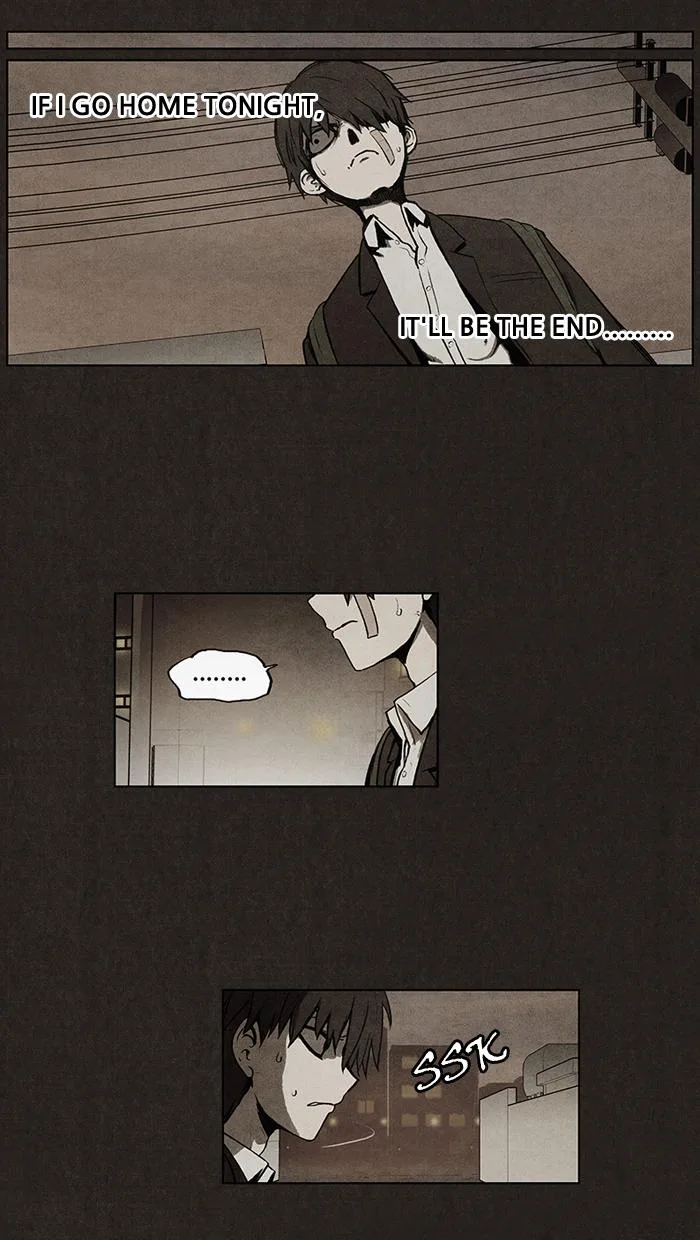 IF I GO HOME TONIGHT,
IT'LL BE THE END.........
........
SSK